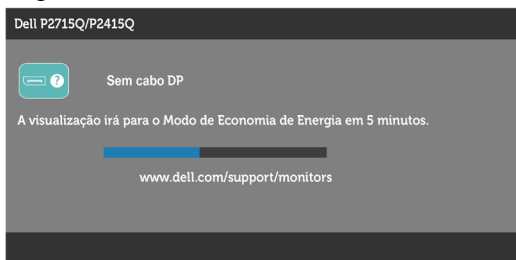 Dell P2715Q/P2415Q
Sem cabo DP
A visualização irá para o Modo de Economia de Energia em 5 minutos.
www.dell.com/support/monitors